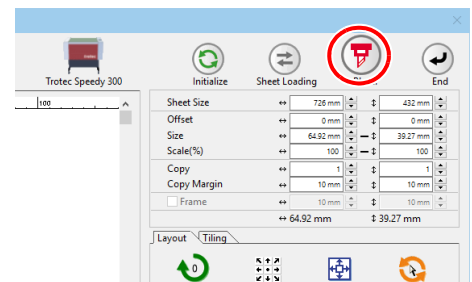 Trotec Speedy 300
Initialize
Sheet Loading
End
100
Sheet Size 726 mm 432 mm
Offset 0 mm 0 mm
Size 64.92 mm 39.27 mm
Scale(%) 100 100
Copy 1 1
Copy Margin 10 mm 10 mm
Frame 10 mm 10 mm
64.92 mm 39.27 mm
Layout Tiling
0